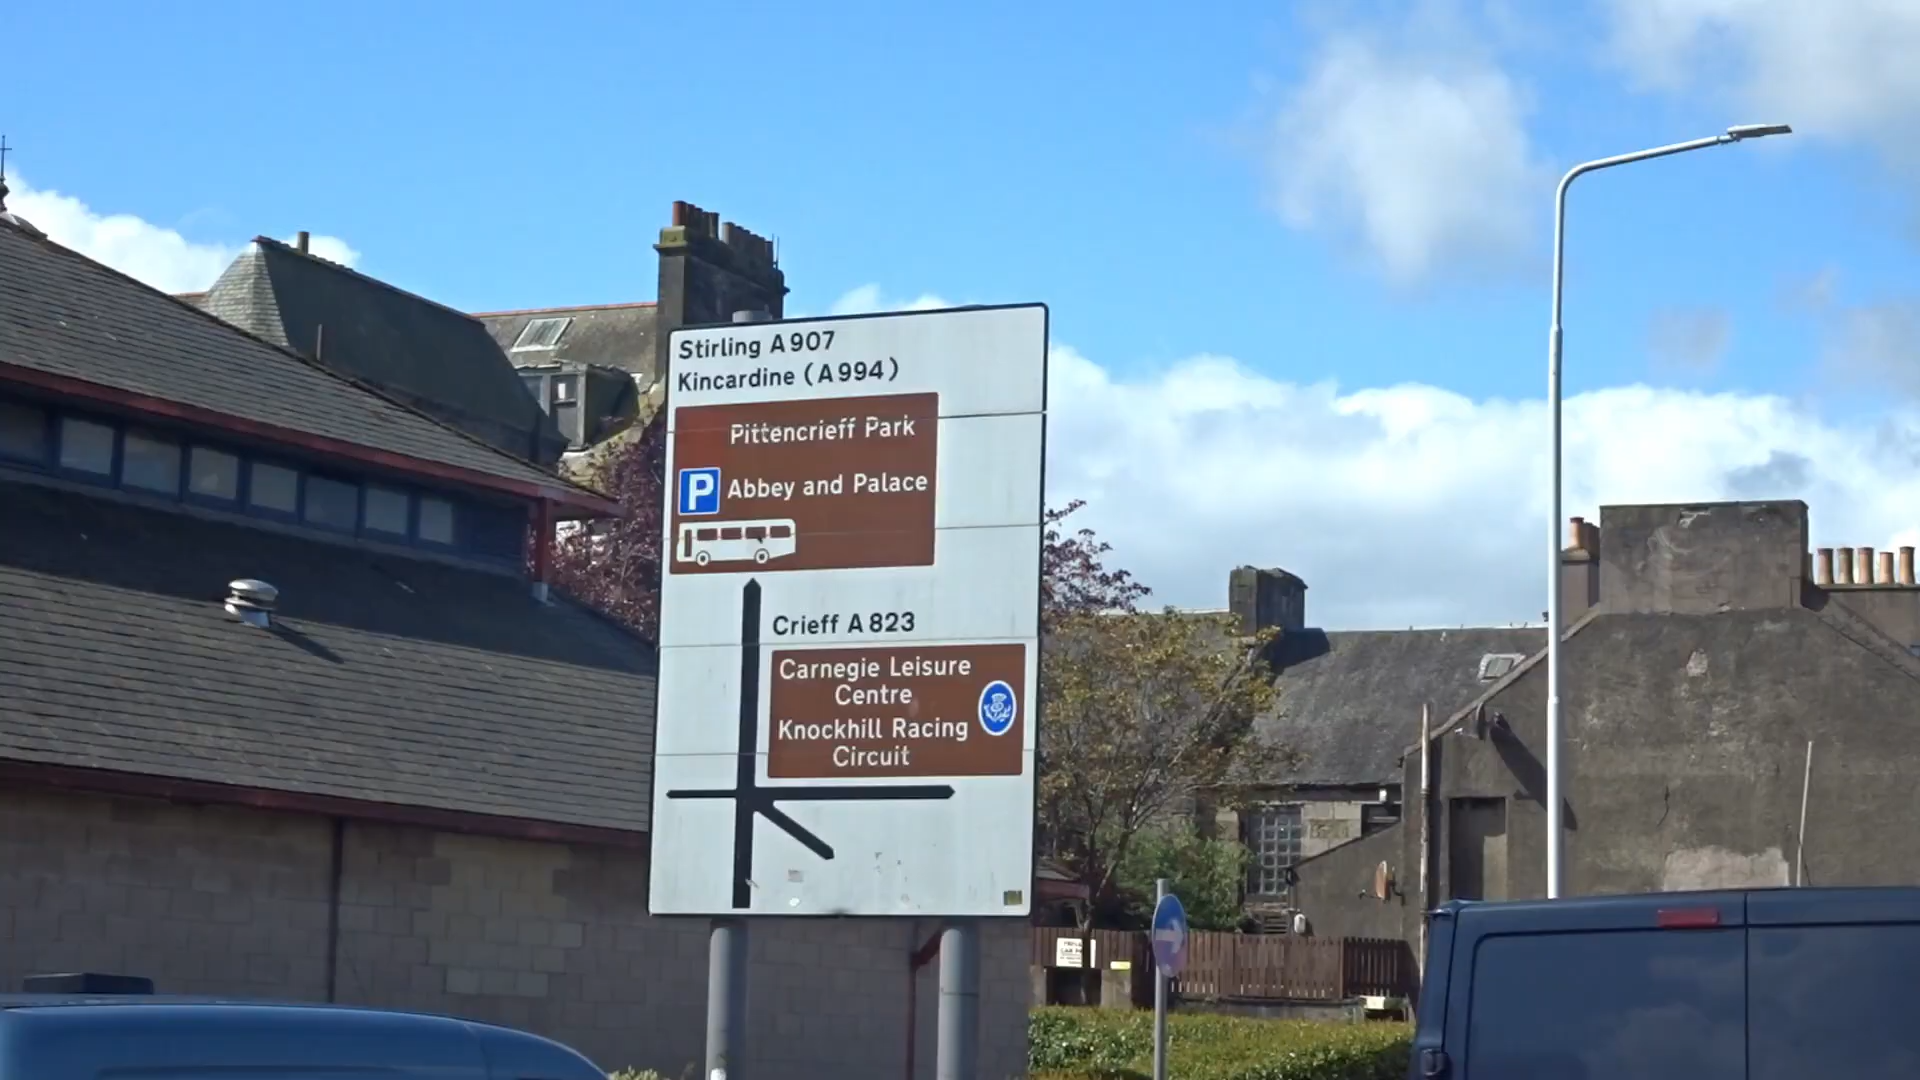 Stirling A907
Kincardine (A994)
Pittencrieff Park
P Abbey and Palace
Crieff A823
Carnegie Leisure
Centre
Knockhill Racing
Circuit